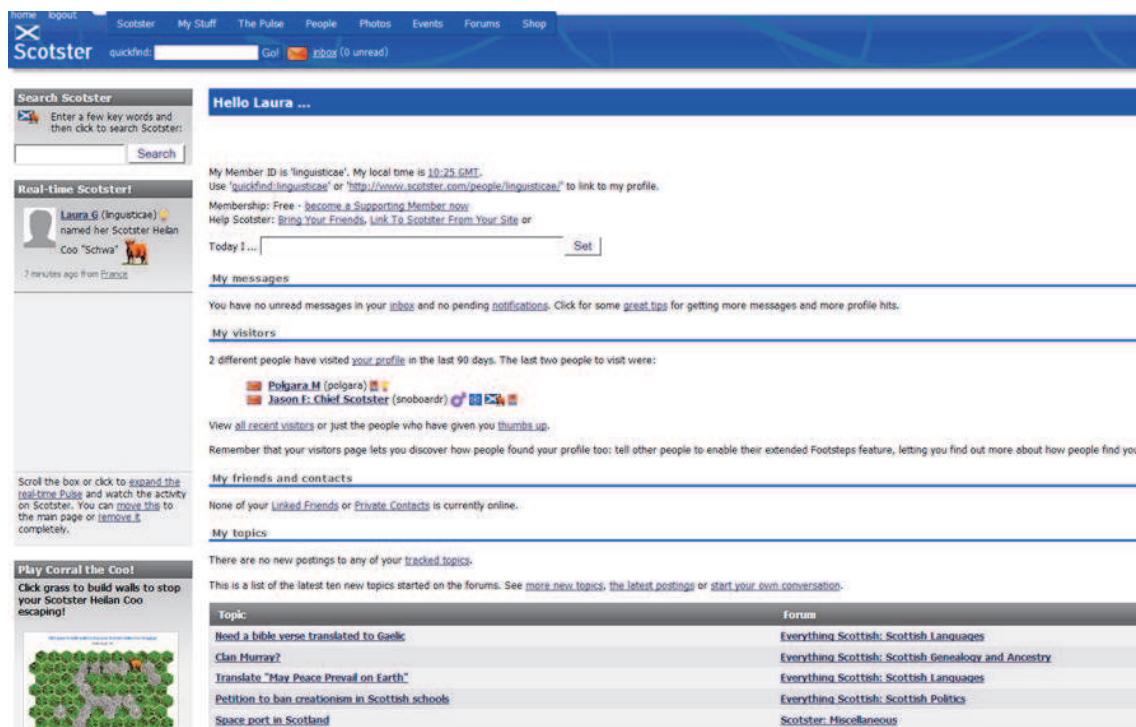 home logout
Scotster My Stuff The Pulse People Photos Events Forums Shop
Scotster
quickfind: Go! inbox (0 unread)
Search Scotster
Enter a few key words and
then click to search Scotster:
Search
Real-time Scotster!
Laura G (lingusticae)
named her Scotster Heilan
Coo "Schwa"
7 minutes ago from France
Scroll the box or click to expand the
real-time Pulse and watch the activity
on Scotster. You can move this to
the main page or remove it
completely.
Play Corral the Coo!
Click grass to build walls to stop
your Scotster Heilan Coo
escaping!
Hello Laura ...
My Member ID is 'linguisticae'. My local time is 10:25 GMT.
Use 'quickfind:linguisticae' or 'http://www.scotster.com/people/linguisticae/' to link to my profile.
Membership: Free - become a Supporting Member now
Help Scotster: Bring Your Friends, Link To Scotster From Your Site or
Today I ... Set
My messages
You have no unread messages in your inbox and no pending notifications. Click for some great tips for getting more messages and more profile hits.
My visitors
2 different people have visited your profile in the last 90 days. The last two people to visit were:
Polgara M (polgara)
Jason F: Chief Scotster (snoboardr)
View all recent visitors or just the people who have given you thumbs up.
Remember that your visitors page lets you discover how people found your profile too: tell other people to enable their extended Footsteps feature, letting you find out more about how people find you
My friends and contacts
None of your Linked Friends or Private Contacts is currently online.
My topics
There are no new postings to any of your tracked topics.
This is a list of the latest ten new topics started on the forums. See more new topics, the latest postings or start your own conversation.
Topic Forum
Need a bible verse translated to Gaelic Everything Scottish: Scottish Languages
Clan Murray? Everything Scottish: Scottish Genealogy and Ancestry
Translate "May Peace Prevail on Earth" Everything Scottish: Scottish Languages
Petition to ban creationism in Scottish schools Everything Scottish: Scottish Politics
Space port in Scotland Scotster: Miscellaneous